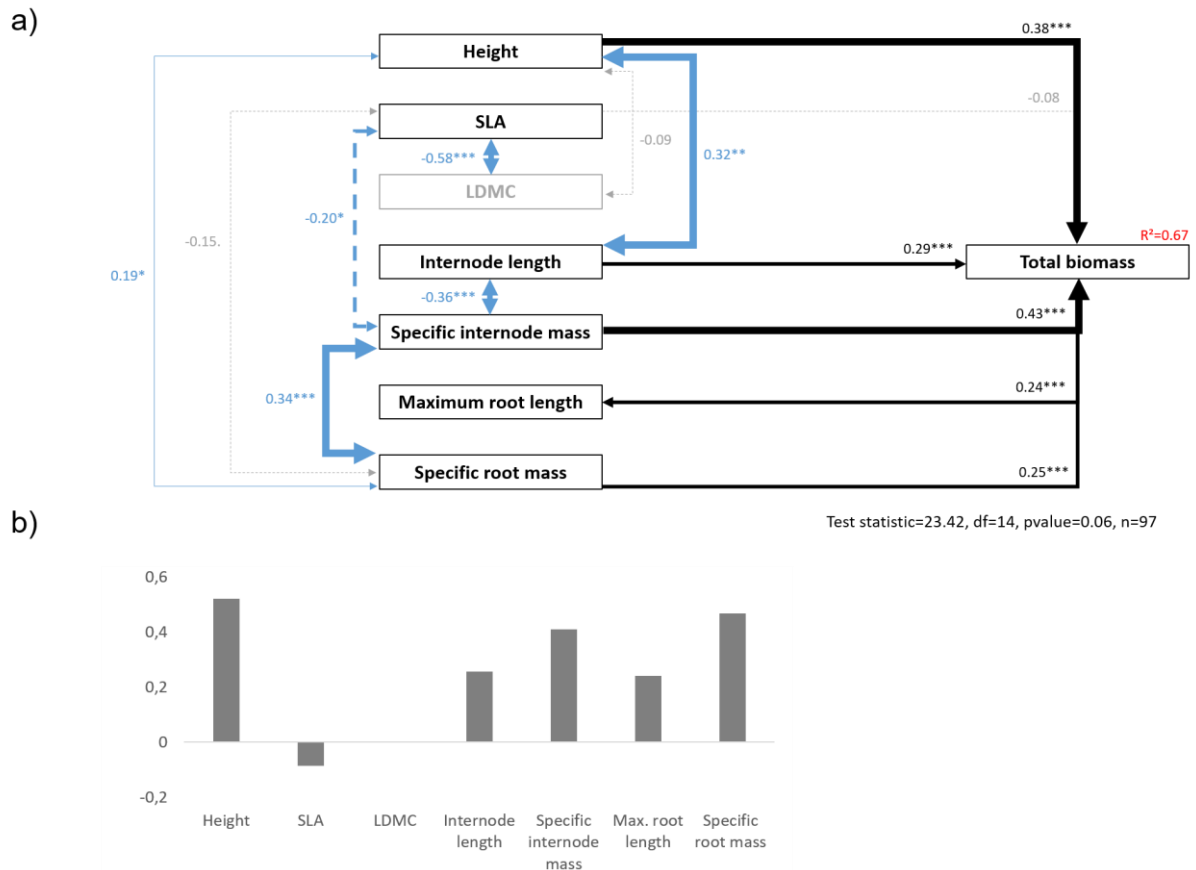 a)
0.38***
Height
-0.08
SLA
-0.09
-0.58***
0.32**
LDMC
-0.20*
-0.15.
R²=0.67
0.29***
Internode length
Total biomass
0.19*
-0.36***
0.43***
Specific internode mass
0.24***
0.34***
Maximum root length
0.25***
Specific root mass
b)
Test statistic=23.42, df=14, pvalue=0.06, n=97
0,6
0,4
0,2
0
-0,2
Height
SLA
LDMC
Internode
length
Specific
internode
mass
Max. root
length
Specific
root mass